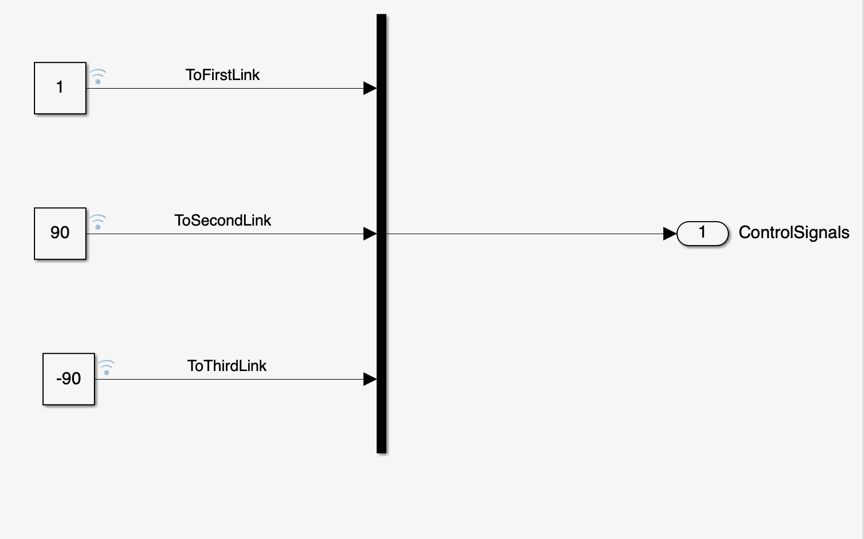 ToFirstLink
1
ToSecondLink
90
1
ControlSignals
ToThirdLink
-90